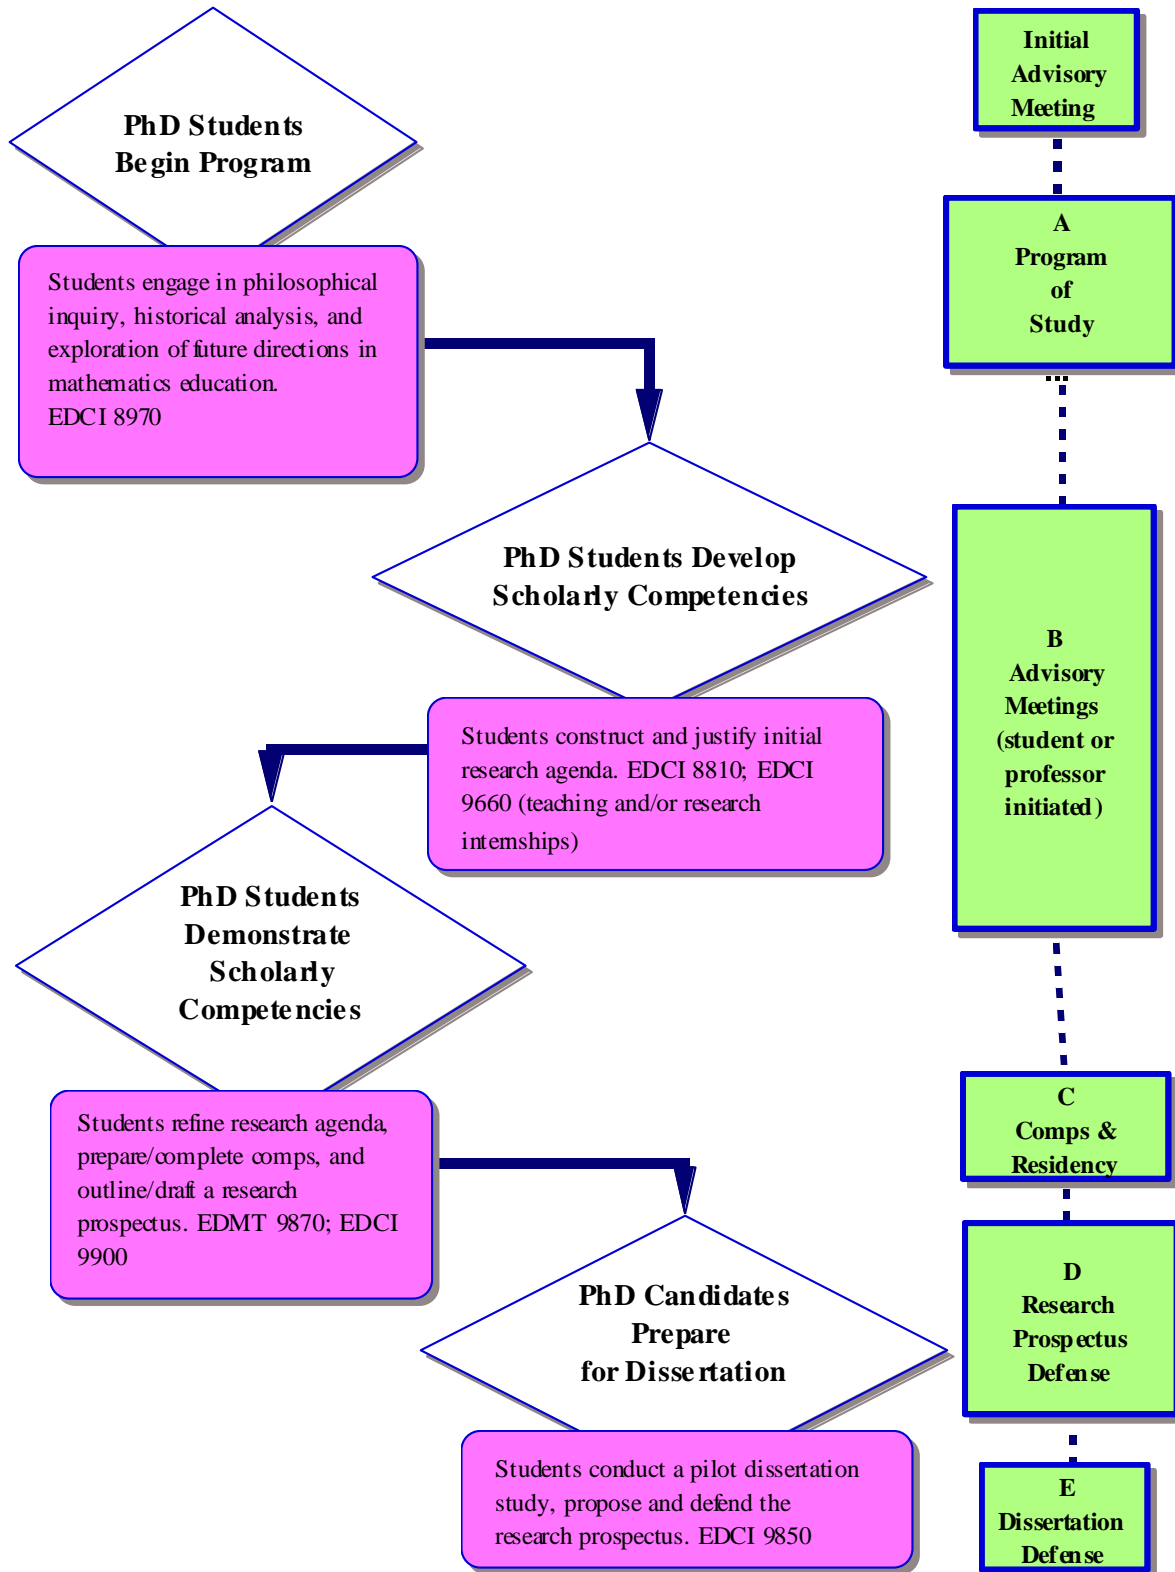 PhD Students
Begin Program
Students engage in philosophical
inquiry, historical analysis, and
exploration of future directions in
mathematics education.
EDCI 8970
PhD Students Develop
Scholarly Competencies
Students construct and justify initial
research agenda. EDCI 8810; EDCI
9660 (teaching and/or research
internships)
PhD Students
Demonstrate
Scholarly
Competencies
Students refine research agenda,
prepare/complete comps, and
outline/draft a research
prospectus. EDMT 9870; EDCI
9900
PhD Candidates
Prepare
for Dissertation
Students conduct a pilot dissertation
study, propose and defend the
research prospectus. EDCI 9850
Initial
Advisory
Meeting
A
Program
of
Study
B
Advisory
Meetings
(student or
professor
initiated)
C
Comps &
Residency
D
Research
Prospectus
Defense
E
Dissertation
Defense